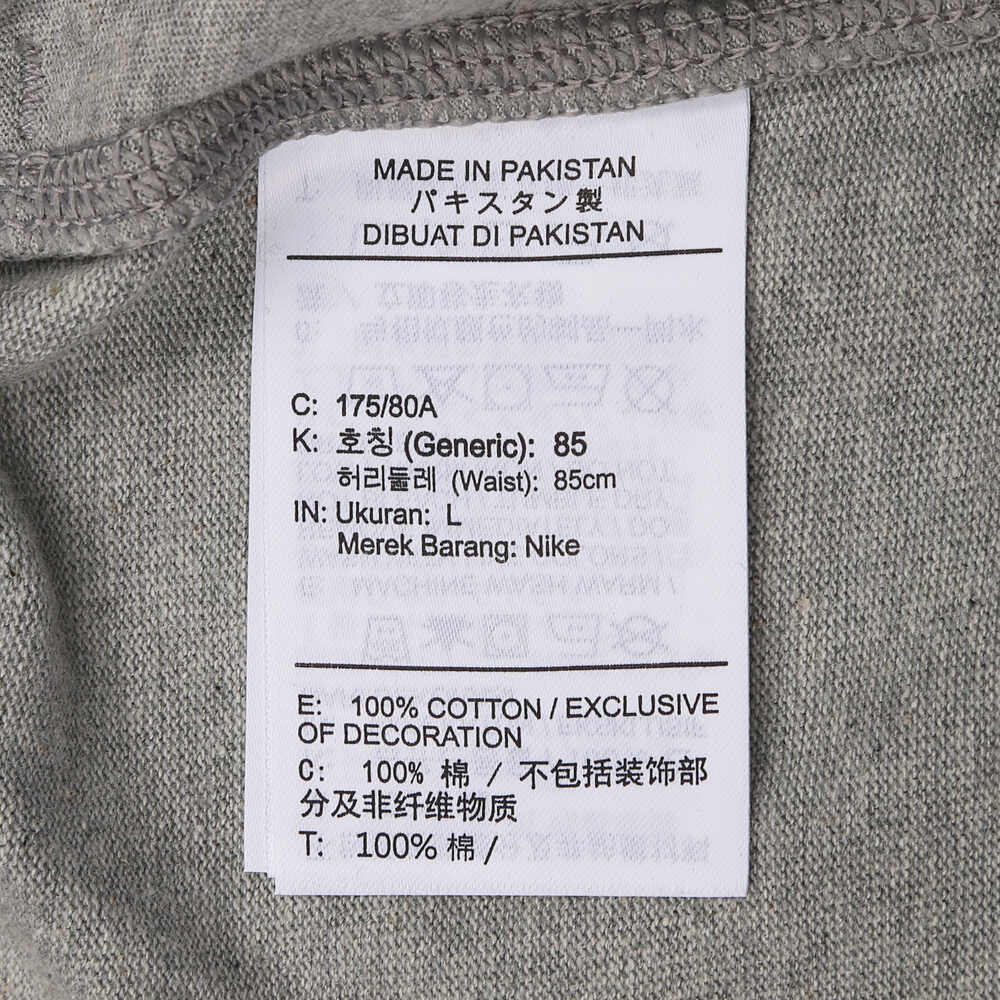 MADE IN PAKISTAN
パキスタン製
DIBUAT DI PAKISTAN
C: 175/80A
K: 호칭 (Generic): 85
허리둘레 (Waist): 85cm
IN: Ukuran: L
Merek Barang: Nike
E: 100% COTTON / EXCLUSIVE
OF DECORATION
C: 100% 棉 / 不包括装饰部
分及非纤维物质
T: 100% 棉 /